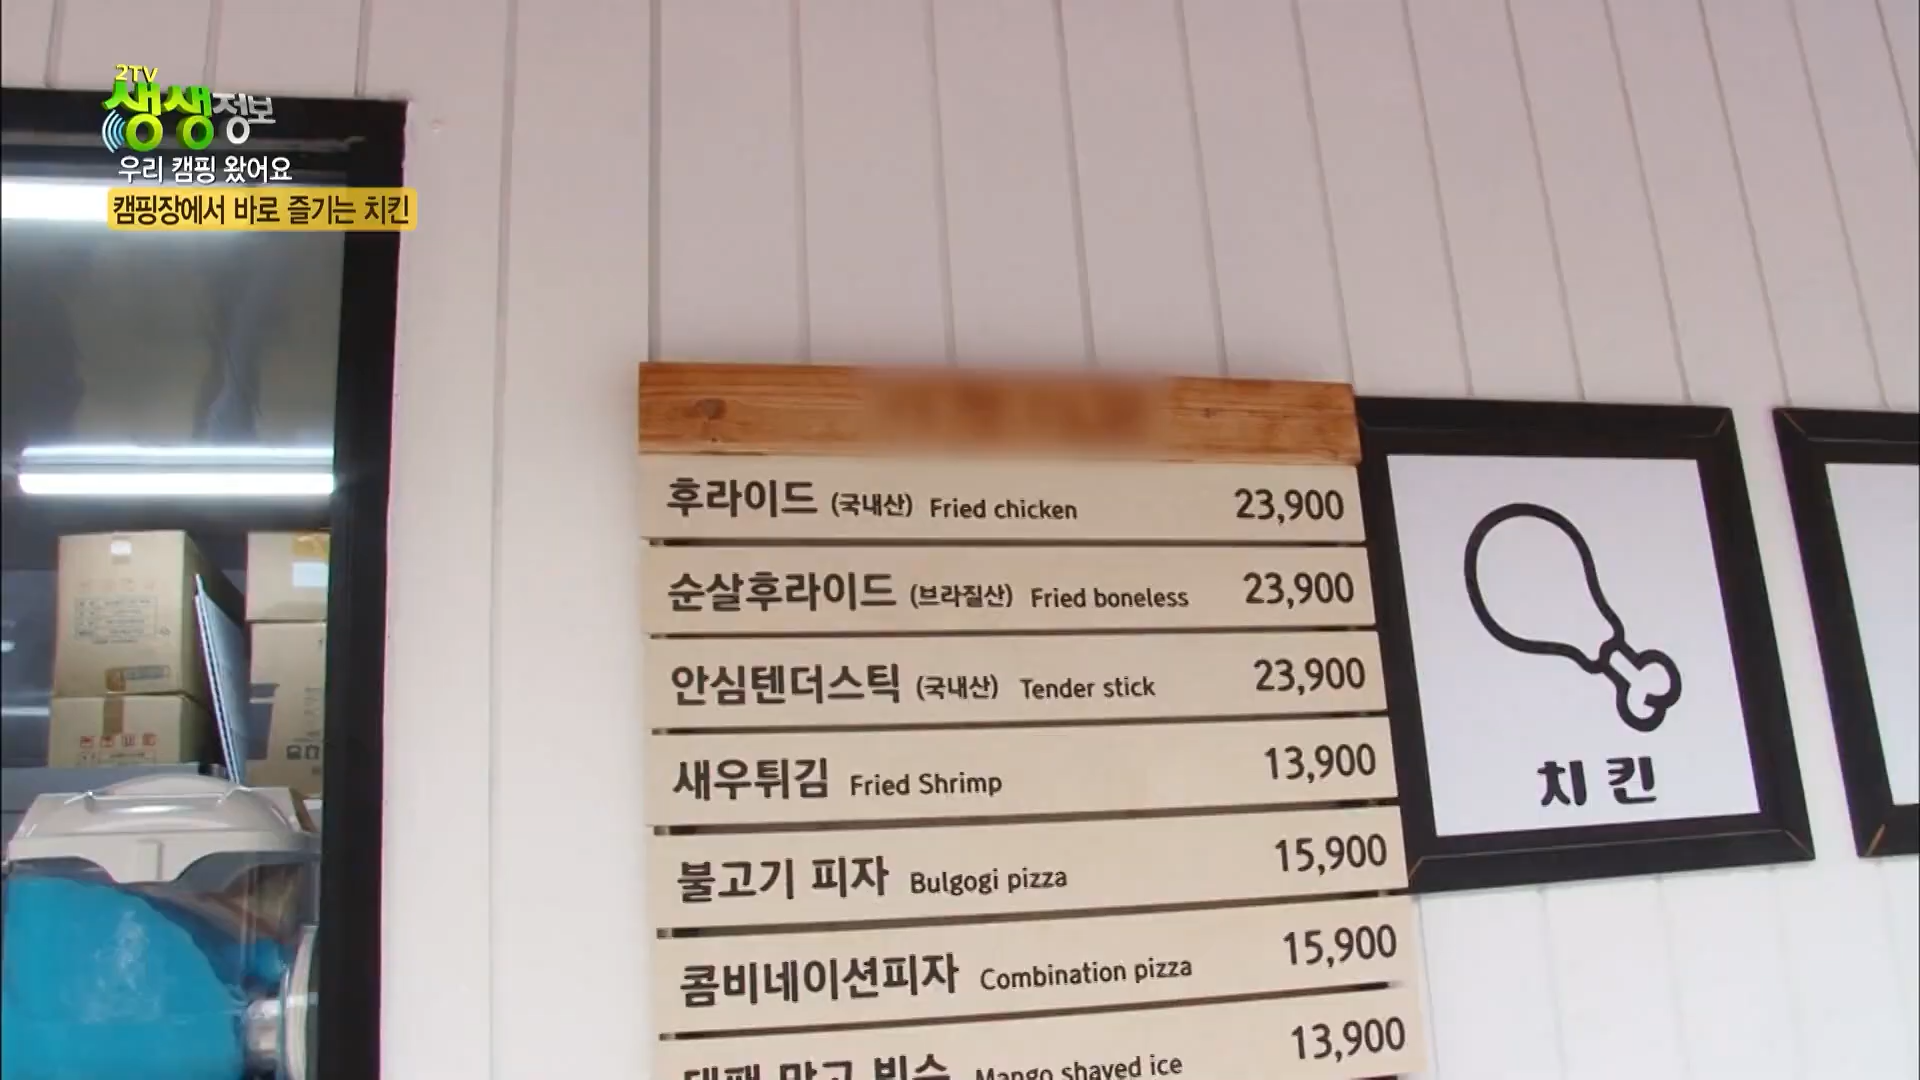 2TV
생생정보
우리 캠핑 왔어요
캠핑장에서 바로 즐기는 치킨
후라이드 (국내산) Fried chicken 23,900
순살후라이드 (브라질산) Fried boneless 23,900
안심텐더스틱 (국내산) Tender stick 23,900
새우튀김 Fried Shrimp 13,900
불고기 피자 Bulgogi pizza 15,900
콤비네이션피자 Combination pizza 15,900
망고 빙수 Mango shaved ice 13,900
치킨